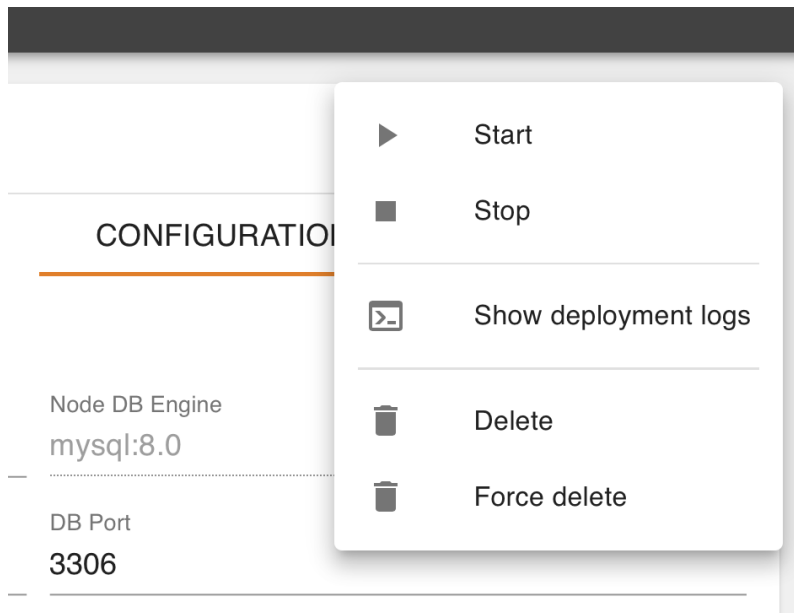 Start
Stop
CONFIGURATIO
Show deployment logs
Node DB Engine
mysql:8.0
Delete
Force delete
DB Port
3306